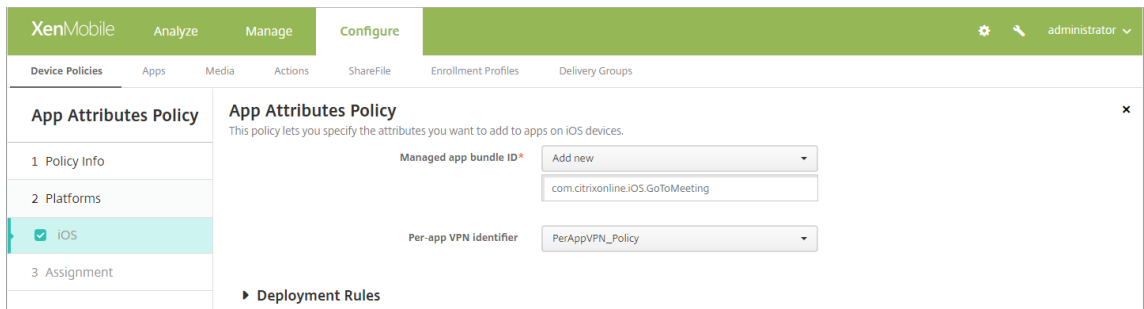 XenMobile Analyze Manage Configure administrator
Device Policies Apps Media Actions ShareFile Enrollment Profiles Delivery Groups
App Attributes Policy
1 Policy Info
2 Platforms
iOS
3 Assignment
App Attributes Policy
This policy lets you specify the attributes you want to add to apps on iOS devices.
Managed app bundle ID* Add new
com.citrixonline.iOS.GoToMeeting
Per-app VPN identifier PerAppVPN_Policy
Deployment Rules